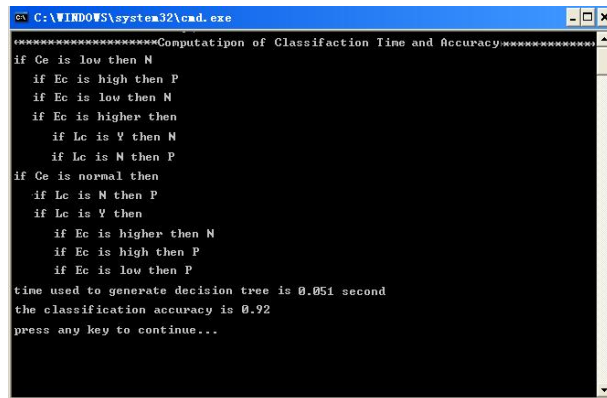 C:\WINDOWS\system32\cmd.exe
********************Computatipon of Classifaction Time and Accuracy*************
if Ce is low then N
if Ec is high then P
if Ec is low then N
if Ec is higher then
if Lc is Y then N
if Lc is N then P
if Ce is normal then
if Lc is N then P
if Lc is Y then
if Ec is higher then N
if Ec is high then P
if Ec is low then P
time used to generate decision tree is 0.051 second
the classification accuracy is 0.92
press any key to continue...